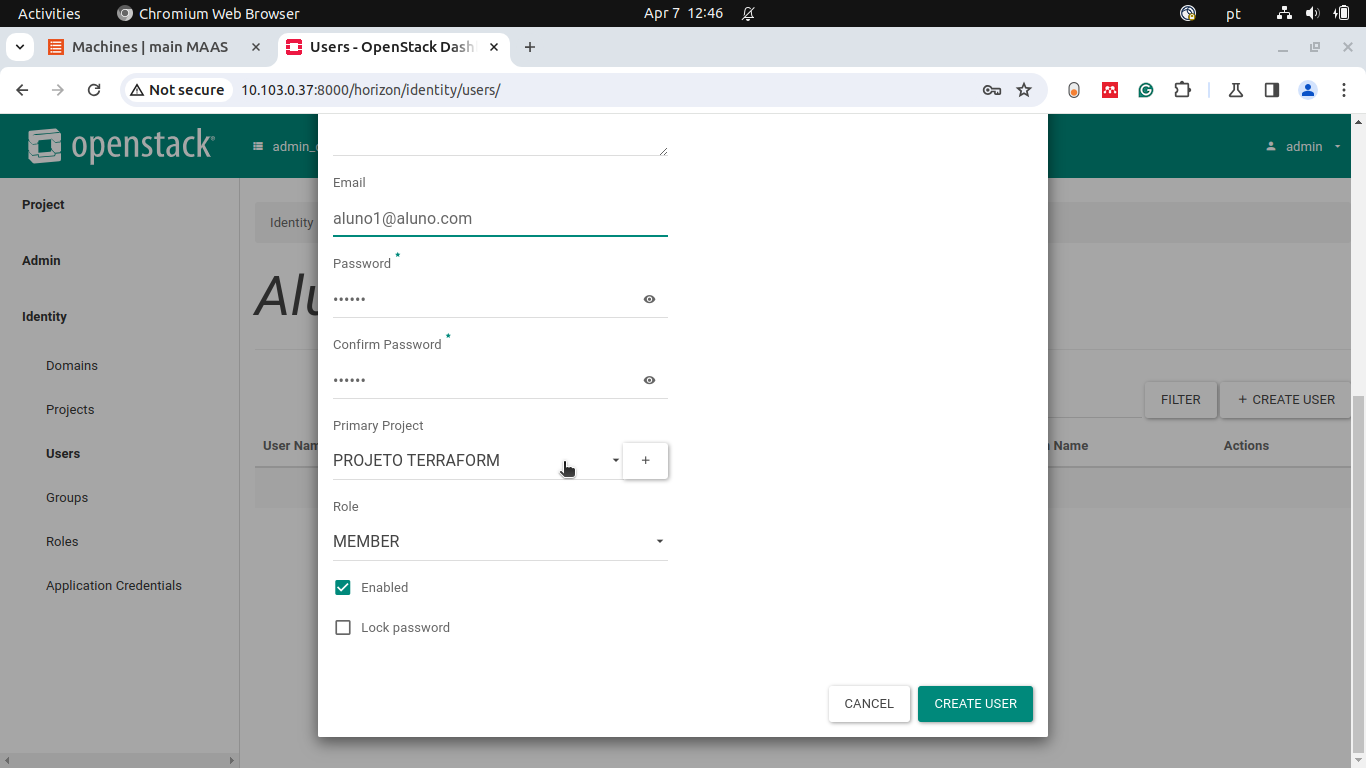 Activities Chromium Web Browser Apr 7 12:46 pt
Machines | main MAAS Users - OpenStack Dash
Not secure 10.103.0.37:8000/horizon/identity/users/
openstack admin_ admin
Project
Admin
Identity
Domains
Projects
Users
Groups
Roles
Application Credentials
Identity
Alu
FILTER + CREATE USER
User Nam n Name Actions
Email
aluno1@aluno.com
Password *
••••••
Confirm Password *
••••••
Primary Project
PROJETO TERRAFORM +
Role
MEMBER
Enabled
Lock password
CANCEL CREATE USER